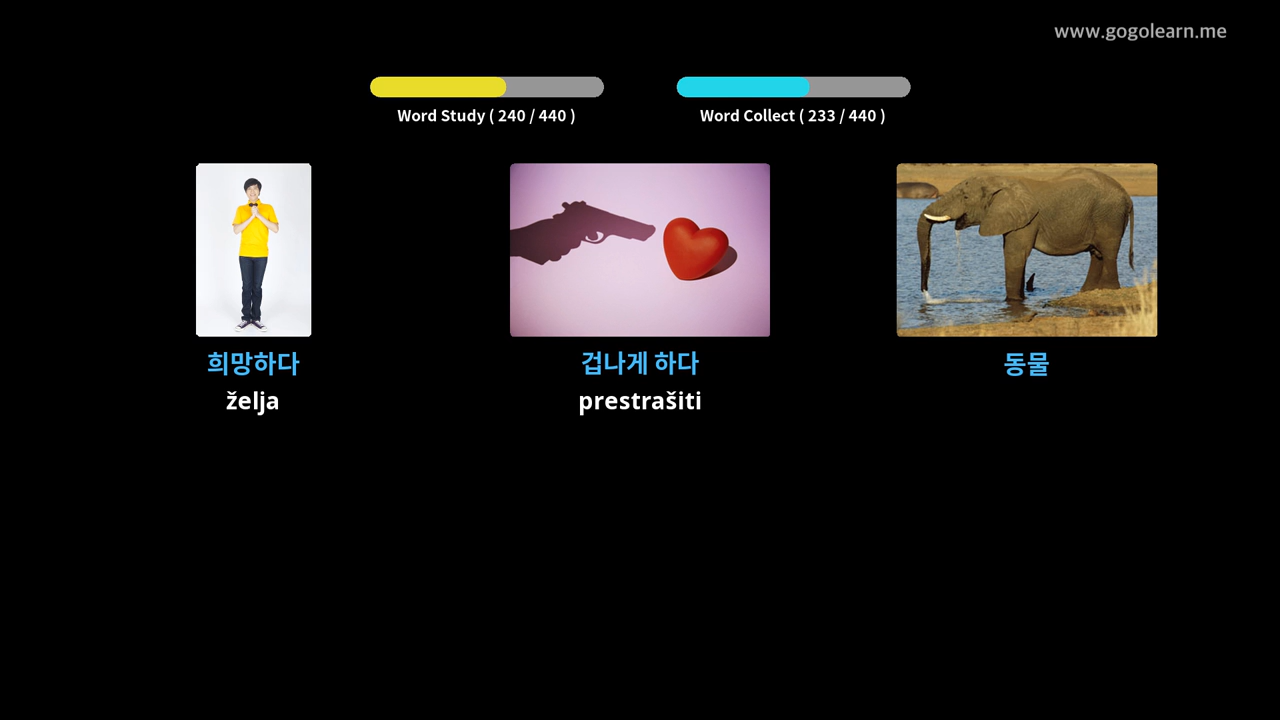 www.gogolearn.me
Word Study ( 240 / 440 )
Word Collect ( 233 / 440 )
희망하다
želja
겁나게 하다
prestrašiti
동물